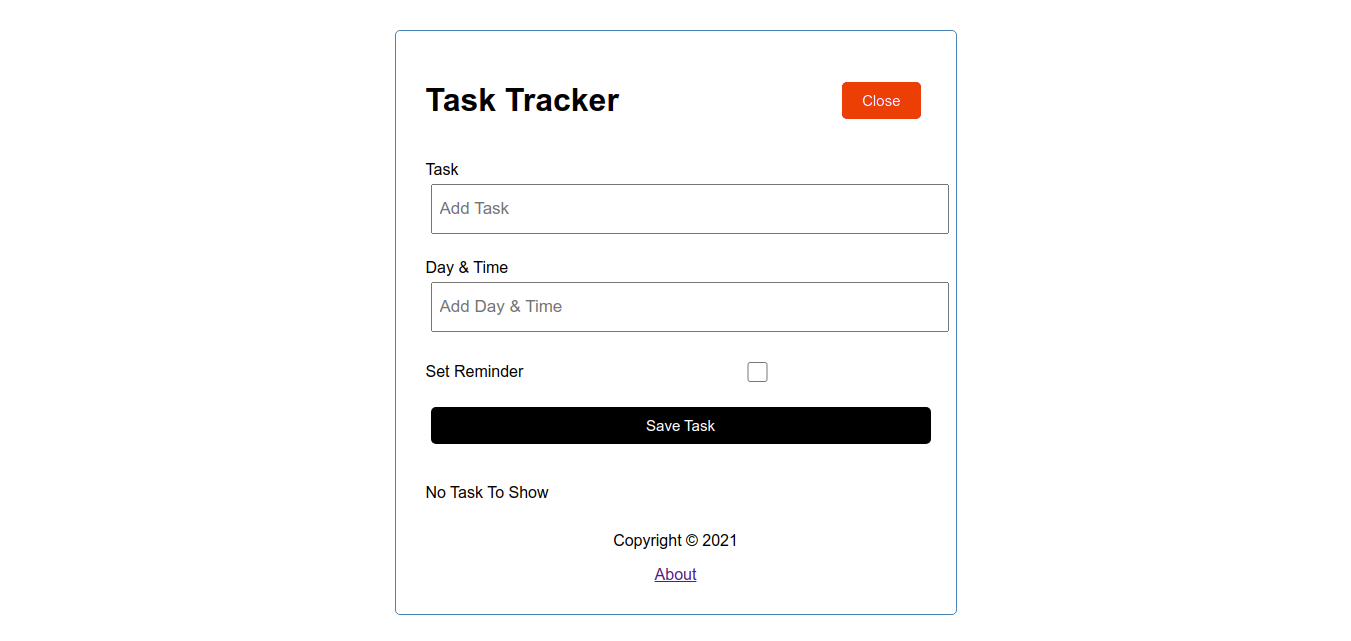 Task Tracker
Close
Task
Add Task
Day & Time
Add Day & Time
Set Reminder
Save Task
No Task To Show
Copyright © 2021
About